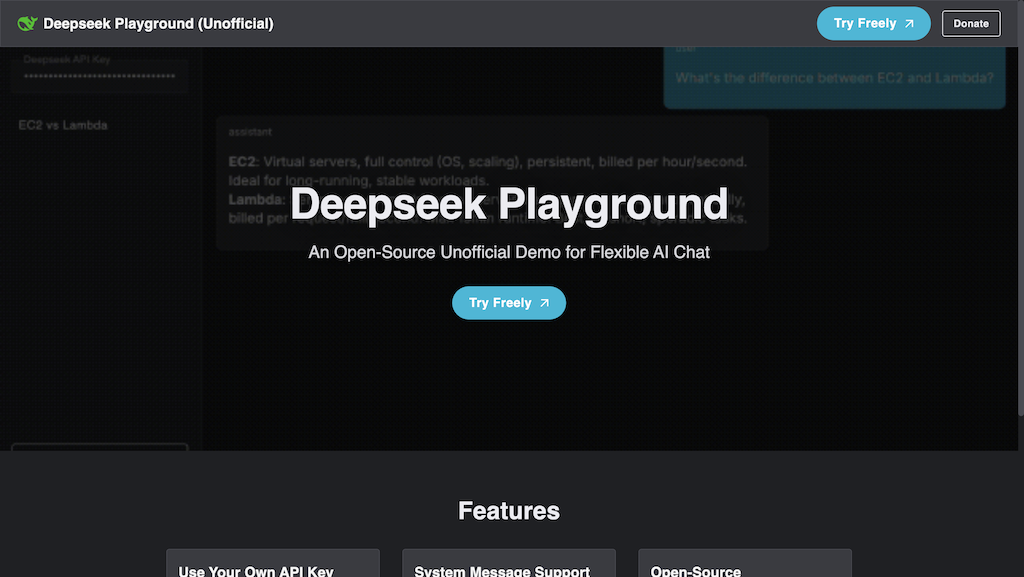 Deepseek Playground (Unofficial)
Try Freely
Donate
Deepseek API Key
user
What's the difference between EC2 and Lambda?
EC2 vs Lambda
assistant
EC2: Virtual servers, full control (OS, scaling), persistent, billed per hour/second.
Ideal for long-running, stable workloads.
Lambda:
billed per
Deepseek Playground
An Open-Source Unofficial Demo for Flexible AI Chat
Try Freely
Features
Use Your Own API Key
System Message Support
Open-Source